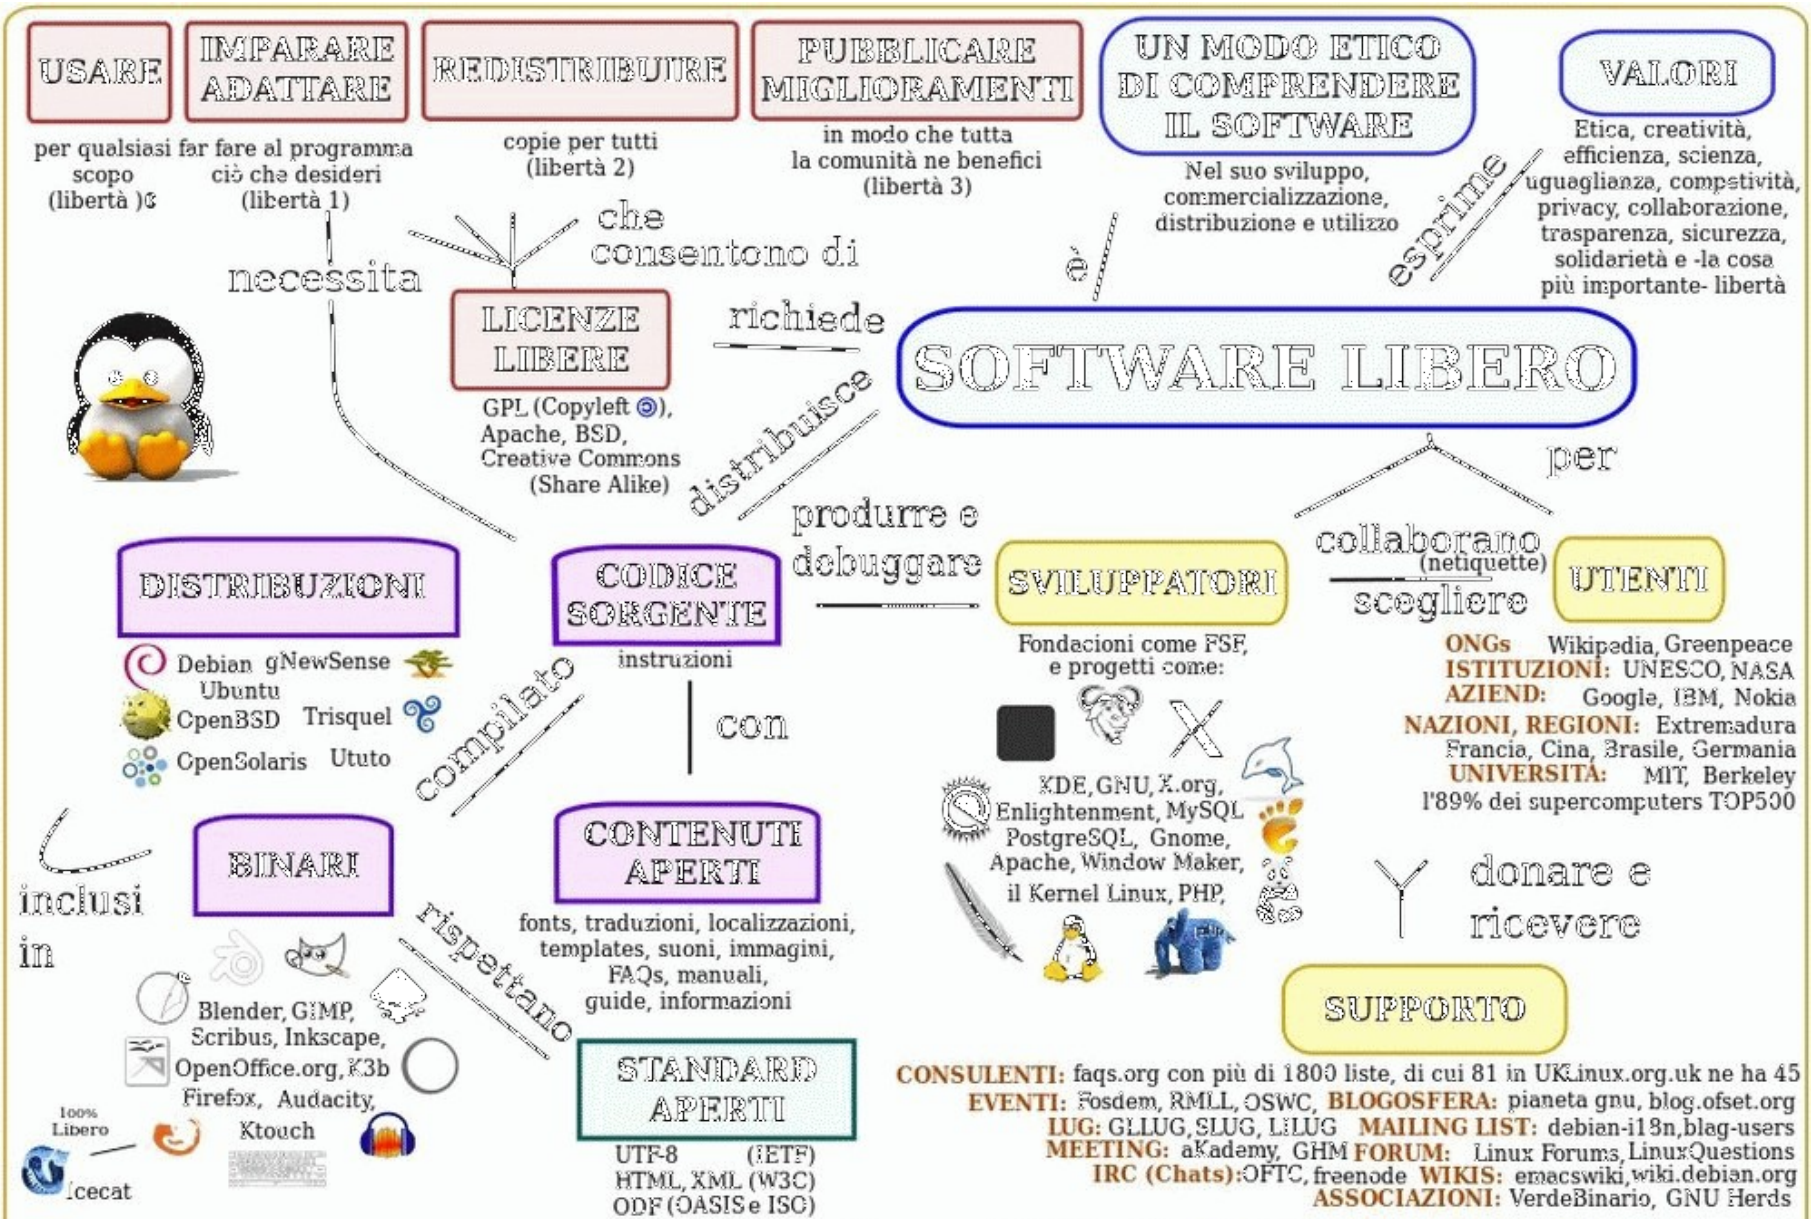 USARE
per qualsiasi
scopo
(libertà )
IMPARARE
ADATTARE
far fare al programma
ciò che desideri
(libertà 1)
REDISTRIBUIRE
copie per tutti
(libertà 2)
PUBBLICARE
MIGLIORAMENTI
in modo che tutta
la comunità ne benefici
(libertà 3)
UN MODO ETICO
DI COMPRENDERE
IL SOFTWARE
Nel suo sviluppo,
commercializzazione,
distribuzione e utilizzo
VALORI
Etica, creatività,
efficienza, scienza,
uguaglianza, compstività,
privacy, collaborazione,
trasparenza, sicurezza,
solidarietà e -la cosa
più importante- libertà
necessita
che
consentono di
è
esprime
LICENZE
LIBERE
GPL (Copyleft),
Apache, BSD,
Creative Commons
(Share Alike)
richiede
SOFTWARE LIBERO
distribuisce
per
produrre e
debuggare
collaborano
(netiquette)
scegliere
DISTRIBUZIONI
Debian gNewSense
Ubuntu
OpenBSD Trisquel
OpenSolaris Ututo
CODICE
SORGENTE
instruzioni
compilato
con
SVILUPPATORI
Fondacioni come FSF,
e progetti come:
KDE, GNU, X.org,
Enlightenment, MySQL
PostgreSQL, Gnome,
Apache, Window Maker,
il Kernel Linux, PHP,
UTENTI
ONGs Wikipedia, Greenpeace
ISTITUZIONI: UNESCO, NASA
AZIEND: Google, IBM, Nokia
NAZIONI, REGIONI: Extremadura
Francia, Cina, Brasile, Germania
UNIVERSITÀ: MIT, Berkeley
l'89% dei supercomputers TOP500
inclusi
in
BINARI
Blender, GIMP,
Scribus, Inkscape,
OpenOffice.org, K3b
Firefox, Audacity,
Ktouch
100%
Libero
Icecat
rispettano
CONTENUTI
APERTI
fonts, traduzioni, localizzazioni,
templates, suoni, immagini,
FAQs, manuali,
guide, informazioni
STANDARD
APERTI
UTF-8 (IETF)
HTML, XML (W3C)
ODF (OASIS e ISO)
donare e
ricevere
SUPPORTO
CONSULENTI: faqs.org con più di 1800 liste, di cui 81 in UKLinux.org.uk ne ha 45
EVENTI: Fosdem, RMLL, OSWC, BLOGOSFERA: pianeta gnu, blog.ofset.org
LUG: GLLUG, SLUG, LILUG MAILING LIST: debian-i18n,blag-users
MEETING: aKademy, GHM FORUM: Linux Forums, LinuxQuestions
IRC (Chats):OFTC, freenode WIKIS: emacswiki, wiki.debian.org
ASSOCIAZIONI: VerdeBinario, GNU Herds